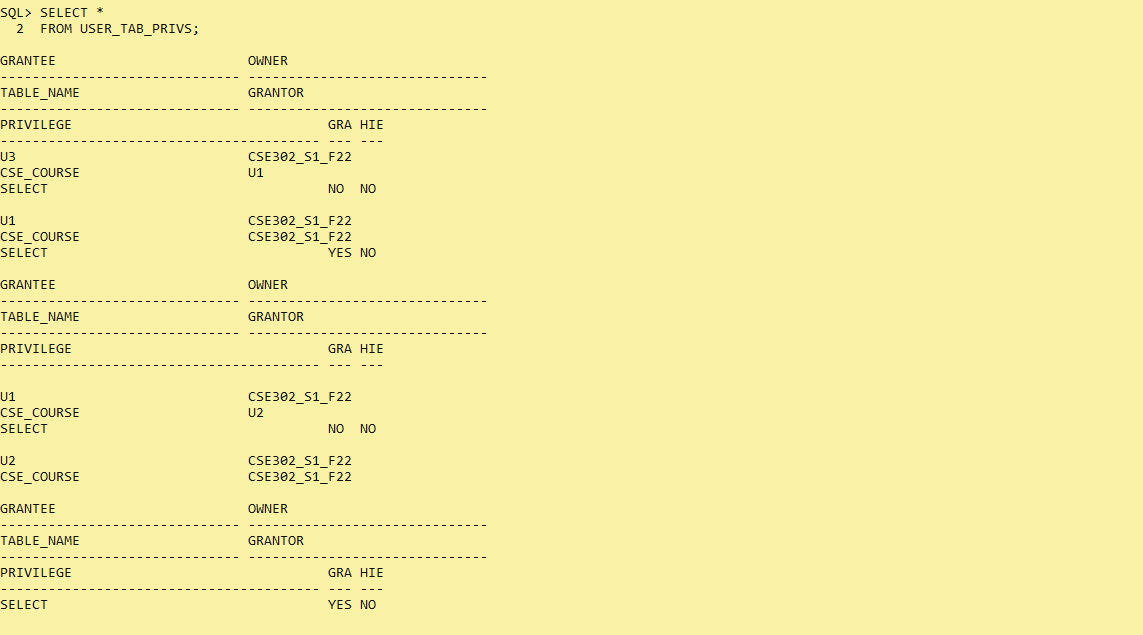 SQL> SELECT *
  2  FROM USER_TAB_PRIVS;
GRANTEE                        OWNER
------------------------------ ------------------------------
TABLE_NAME                     GRANTOR
------------------------------ ------------------------------
PRIVILEGE                                GRA HIE
---------------------------------------- --- ---
U3                             CSE302_S1_F22
CSE_COURSE                     U1
SELECT                                   NO  NO
U1                             CSE302_S1_F22
CSE_COURSE                     CSE302_S1_F22
SELECT                                   YES NO
GRANTEE                        OWNER
------------------------------ ------------------------------
TABLE_NAME                     GRANTOR
------------------------------ ------------------------------
PRIVILEGE                                GRA HIE
---------------------------------------- --- ---
U1                             CSE302_S1_F22
CSE_COURSE                     U2
SELECT                                   NO  NO
U2                             CSE302_S1_F22
CSE_COURSE                     CSE302_S1_F22
GRANTEE                        OWNER
------------------------------ ------------------------------
TABLE_NAME                     GRANTOR
------------------------------ ------------------------------
PRIVILEGE                                GRA HIE
---------------------------------------- --- ---
SELECT                                   YES NO